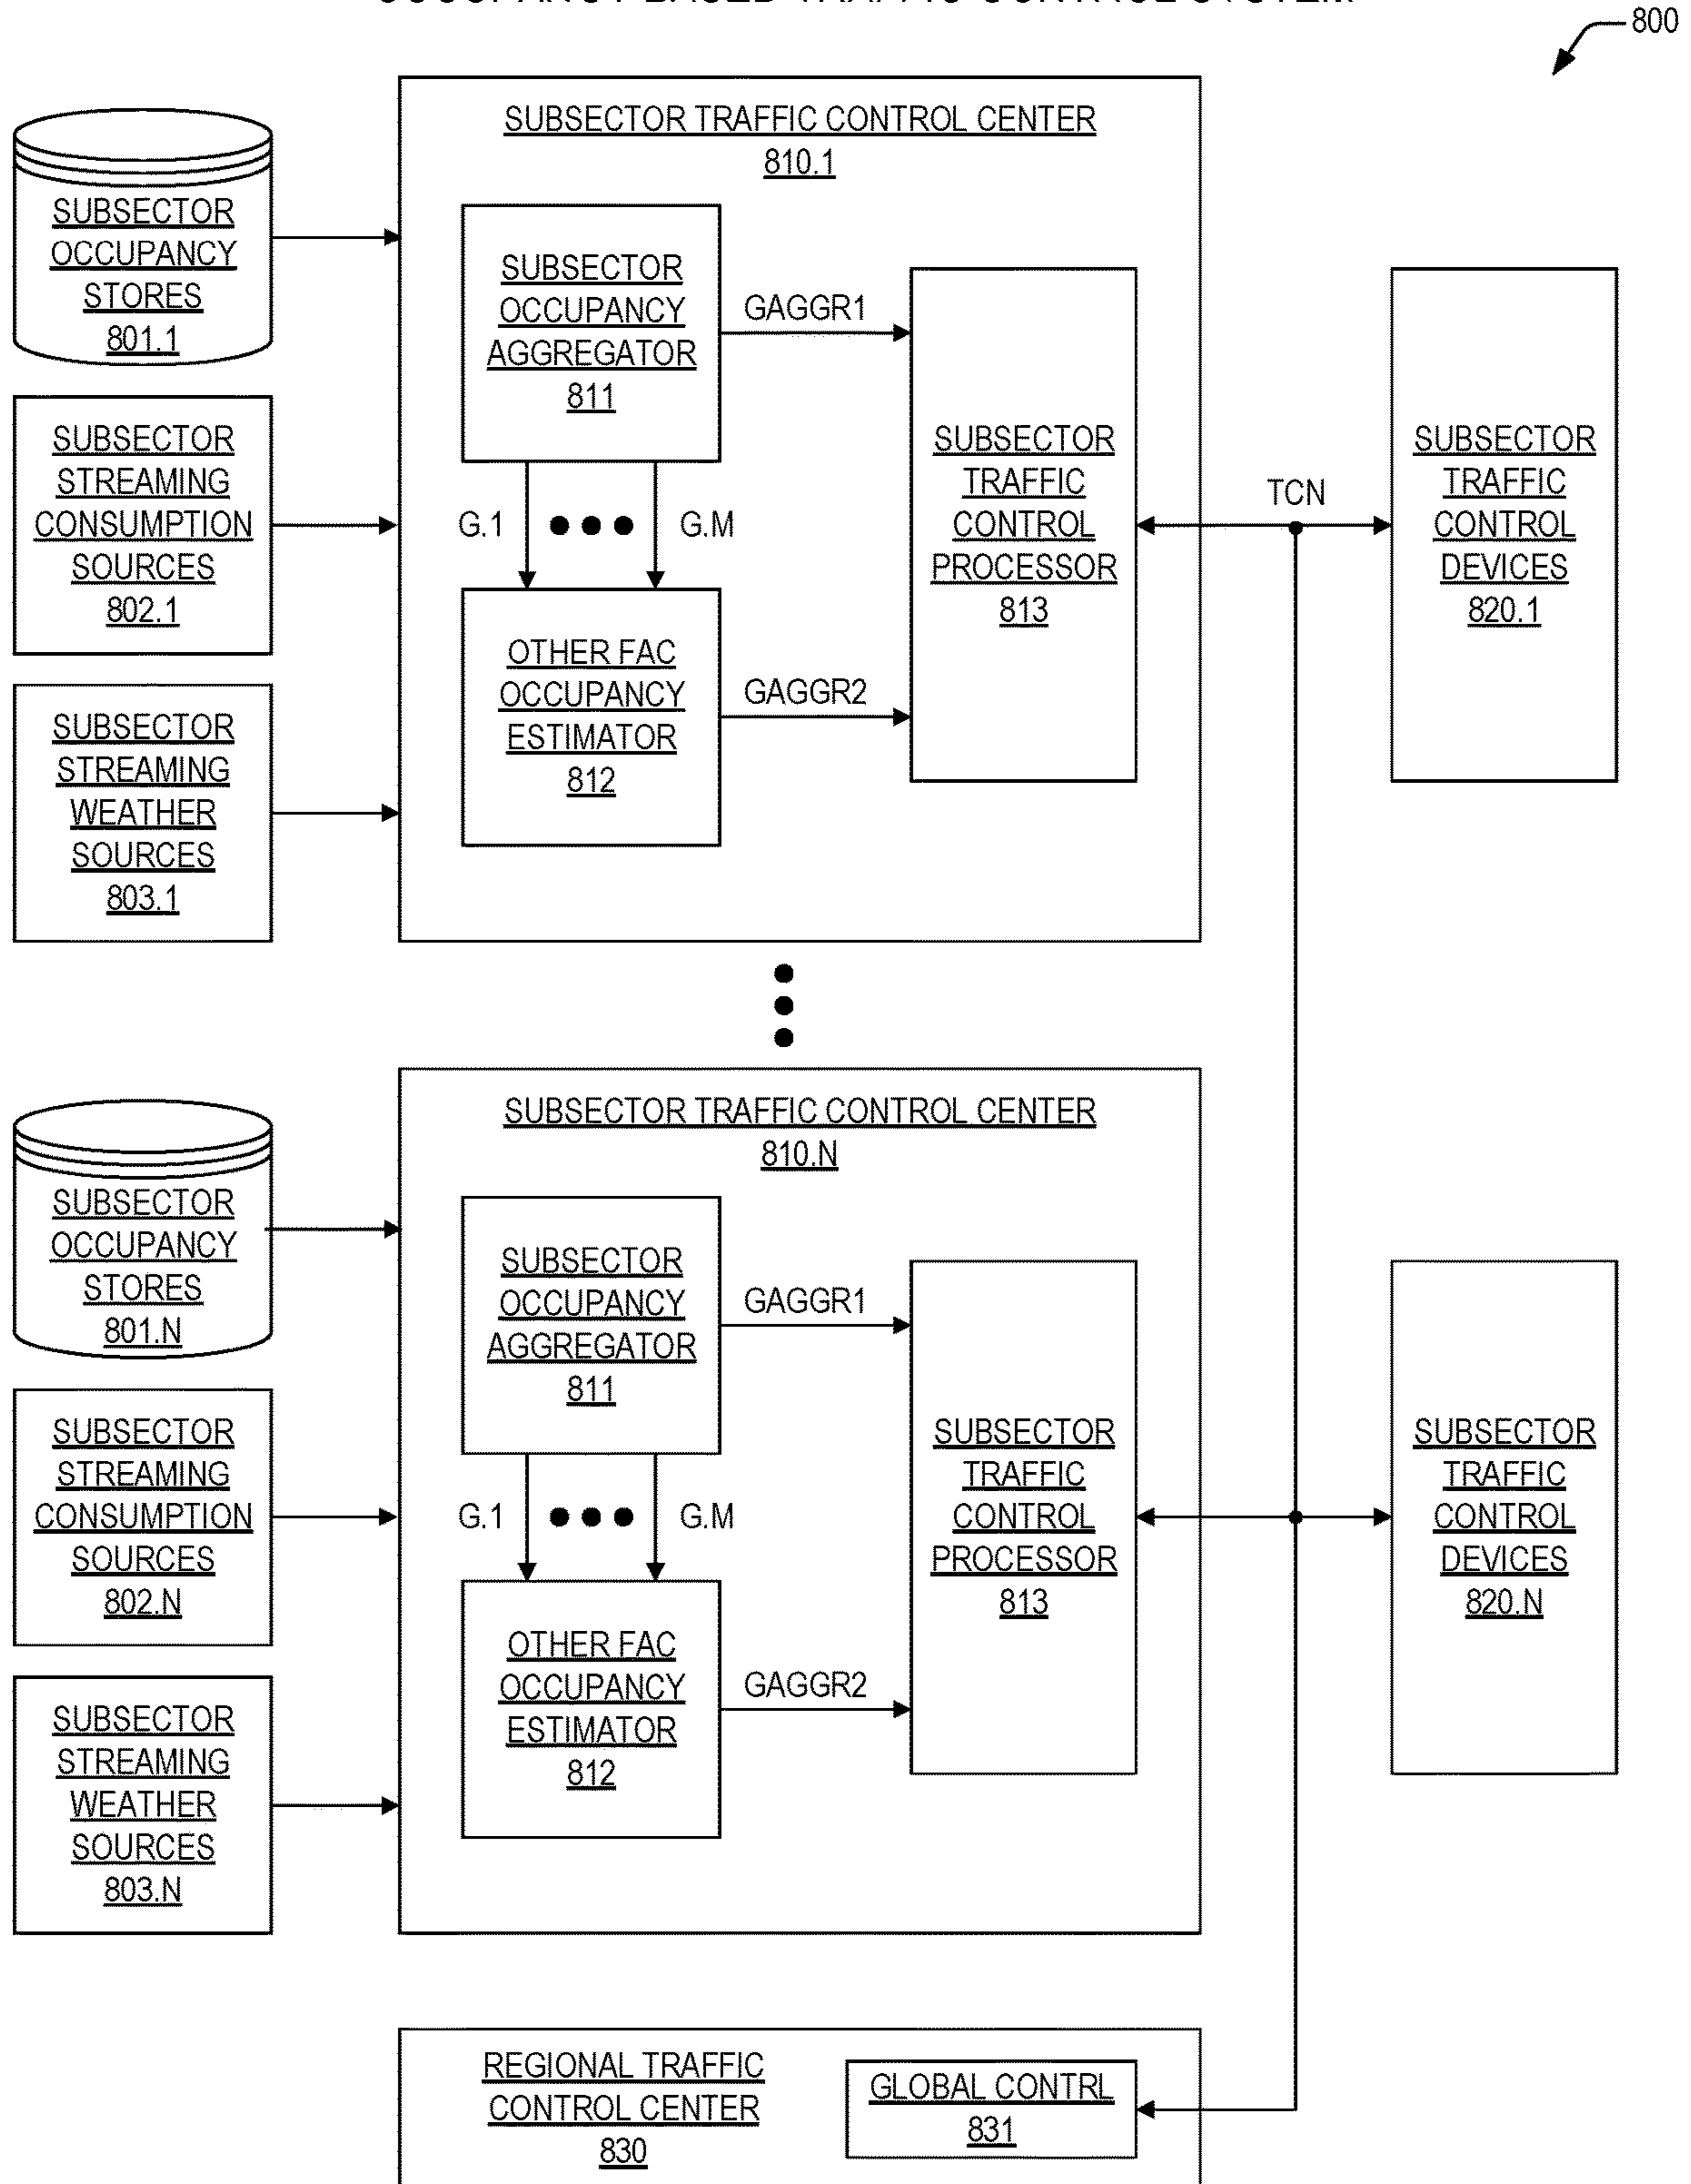 OCCUPANCY BASED TRAFFIC CONTROL SYSTEM
800
SUBSECTOR
OCCUPANCY
STORES
801.1
SUBSECTOR
STREAMING
CONSUMPTION
SOURCES
802.1
SUBSECTOR
STREAMING
WEATHER
SOURCES
803.1
SUBSECTOR TRAFFIC CONTROL CENTER
810.1
SUBSECTOR
OCCUPANCY
AGGREGATOR
811
GAGGR1
G.1
G.M
OTHER FAC
OCCUPANCY
ESTIMATOR
812
GAGGR2
SUBSECTOR
TRAFFIC
CONTROL
PROCESSOR
813
TCN
SUBSECTOR
TRAFFIC
CONTROL
DEVICES
820.1
SUBSECTOR
OCCUPANCY
STORES
801.N
SUBSECTOR
STREAMING
CONSUMPTION
SOURCES
802.N
SUBSECTOR
STREAMING
WEATHER
SOURCES
803.N
SUBSECTOR TRAFFIC CONTROL CENTER
810.N
SUBSECTOR
OCCUPANCY
AGGREGATOR
811
GAGGR1
G.1
G.M
OTHER FAC
OCCUPANCY
ESTIMATOR
812
GAGGR2
SUBSECTOR
TRAFFIC
CONTROL
PROCESSOR
813
SUBSECTOR
TRAFFIC
CONTROL
DEVICES
820.N
REGIONAL TRAFFIC
CONTROL CENTER
830
GLOBAL CONTRL
831